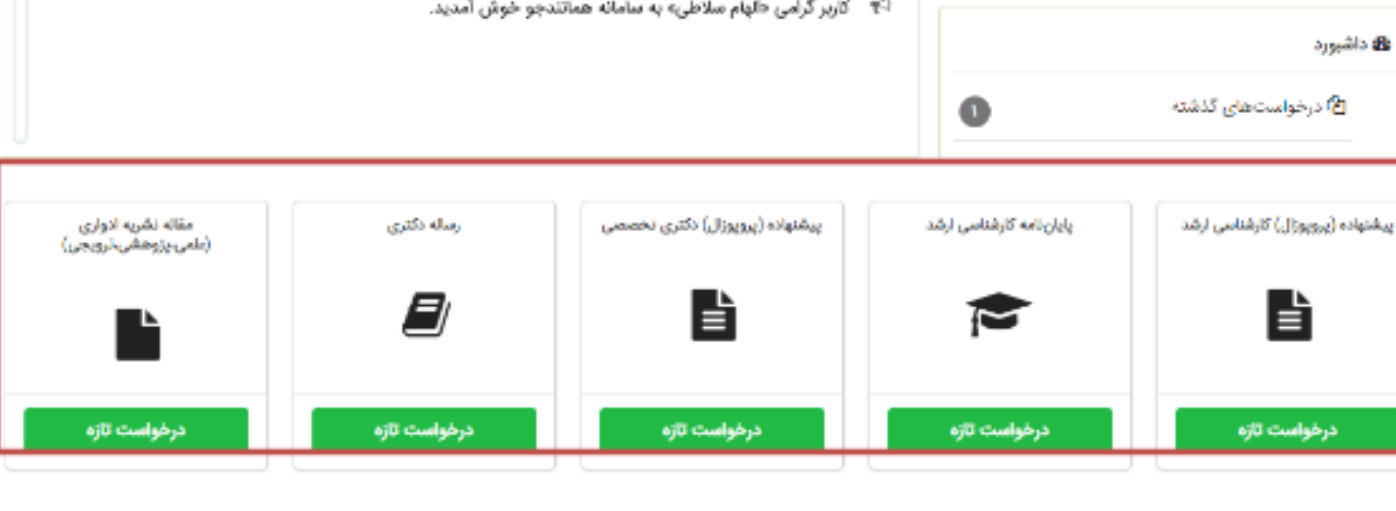 کاربر گرامی «الهام سلاطی» به سامانه همانندجو خوش آمدید.
داشبورد
درخواست‌های گذشته
1
پیشنهاده (پروپوزال) کارشناسی ارشد
پایان‌نامه کارشناسی ارشد
پیشنهاده (پروپوزال) دکتری تخصصی
رساله دکتری
مقاله نشریه ادواری
(علمی-پژوهشی،ترویجی)
درخواست تازه
درخواست تازه
درخواست تازه
درخواست تازه
درخواست تازه